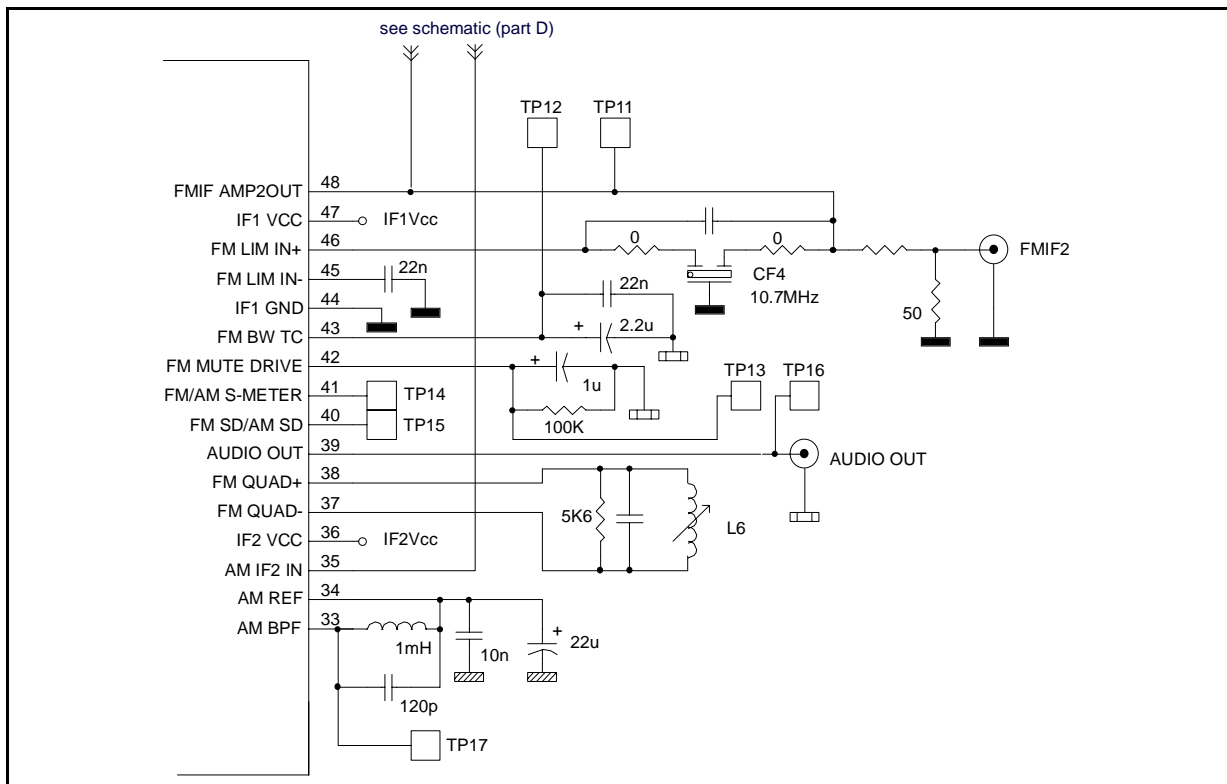 see schematic (part D)
TP12
TP11
FMIF AMP2OUT 48
IF1 VCC 47 IF1Vcc
FM LIM IN+ 46
0
0
FMIF2
CF4
10.7MHz
FM LIM IN- 45
22n
22n
50
IF1 GND 44
FM BW TC 43
+
2.2u
FM MUTE DRIVE 42
+
1u
100K
TP13
TP16
FM/AM S-METER 41 TP14
FM SD/AM SD 40 TP15
AUDIO OUT 39
AUDIO OUT
FM QUAD+ 38
FM QUAD- 37
5K6
L6
IF2 VCC 36 IF2Vcc
AM IF2 IN 35
AM REF 34
AM BPF 33
1mH
10n
+
22u
120p
TP17